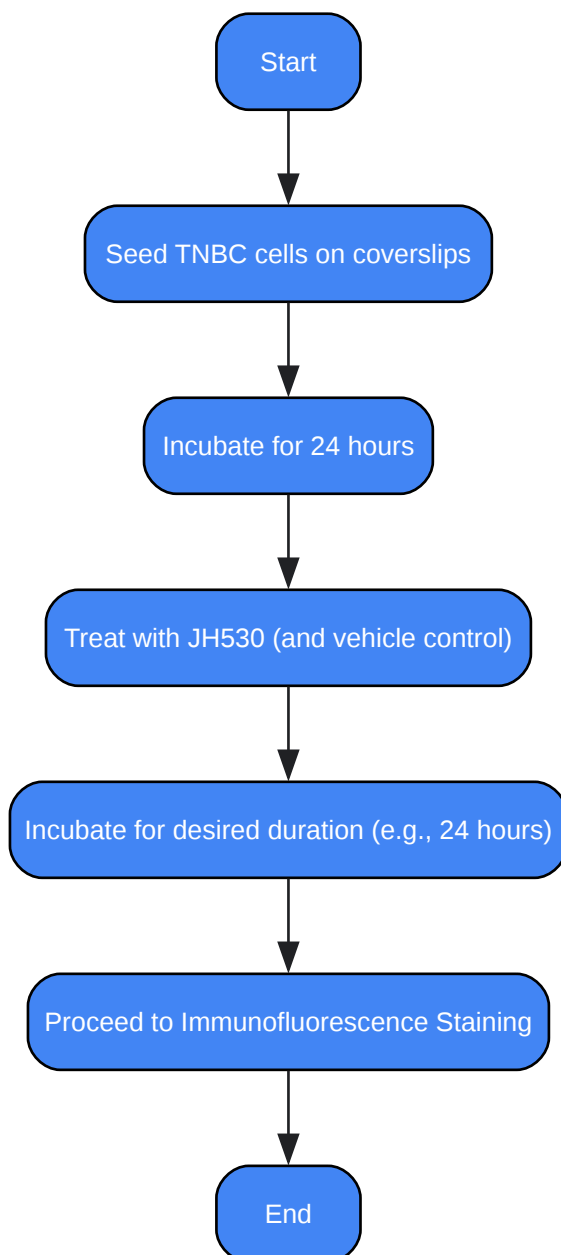 Start
Seed TNBC cells on coverslips
Incubate for 24 hours
Treat with JH530 (and vehicle control)
Incubate for desired duration (e.g., 24 hours)
Proceed to Immunofluorescence Staining
End